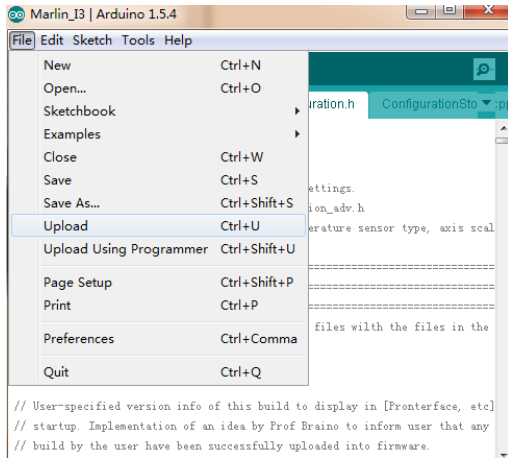 Marlin_I3 | Arduino 1.5.4
File Edit Sketch Tools Help
New Ctrl+N
Open... Ctrl+O
Sketchbook
Examples
Close Ctrl+W
Save Ctrl+S
Save As... Ctrl+Shift+S
Upload Ctrl+U
Upload Using Programmer Ctrl+Shift+U
Page Setup Ctrl+Shift+P
Print Ctrl+P
Preferences Ctrl+Comma
Quit Ctrl+Q
uration.h ConfigurationSto :pp
ettings.
ion_adv.h
erature sensor type, axis scal
==============================
==============================
==============================
files wilth the files in the
// User-specified version info of this build to display in [Pronterface, etc]
// startup. Implementation of an idea by Prof Braino to inform user that any
// build by the user have been successfully uploaded into firmware.